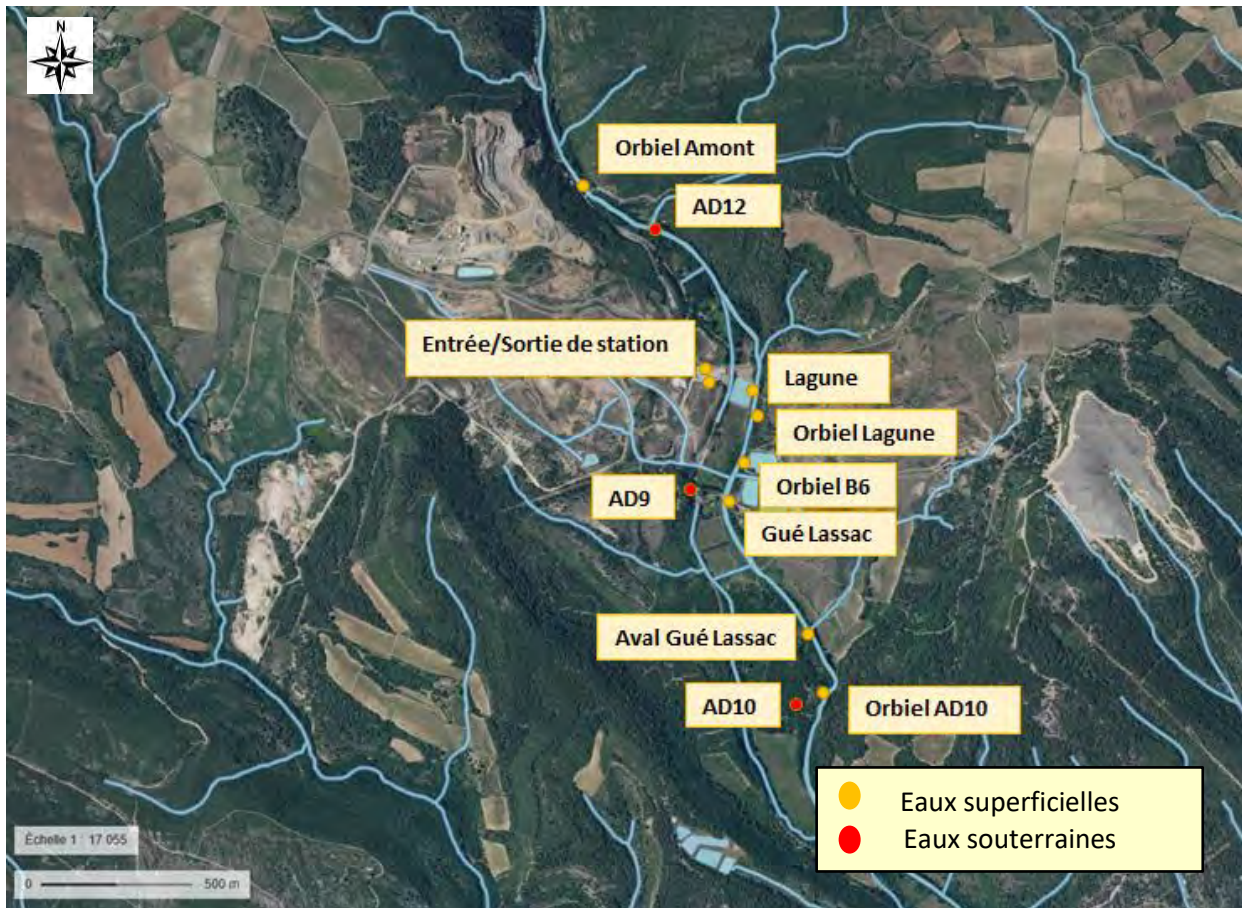 N
Orbiel Amont
AD12
Entrée/Sortie de station
Lagune
Orbiel Lagune
AD9
Orbiel B6
Gué Lassac
Aval Gué Lassac
AD10
Orbiel AD10
Eaux superficielles
Eaux souterraines
Échelle 1 : 17 055
0 500 m